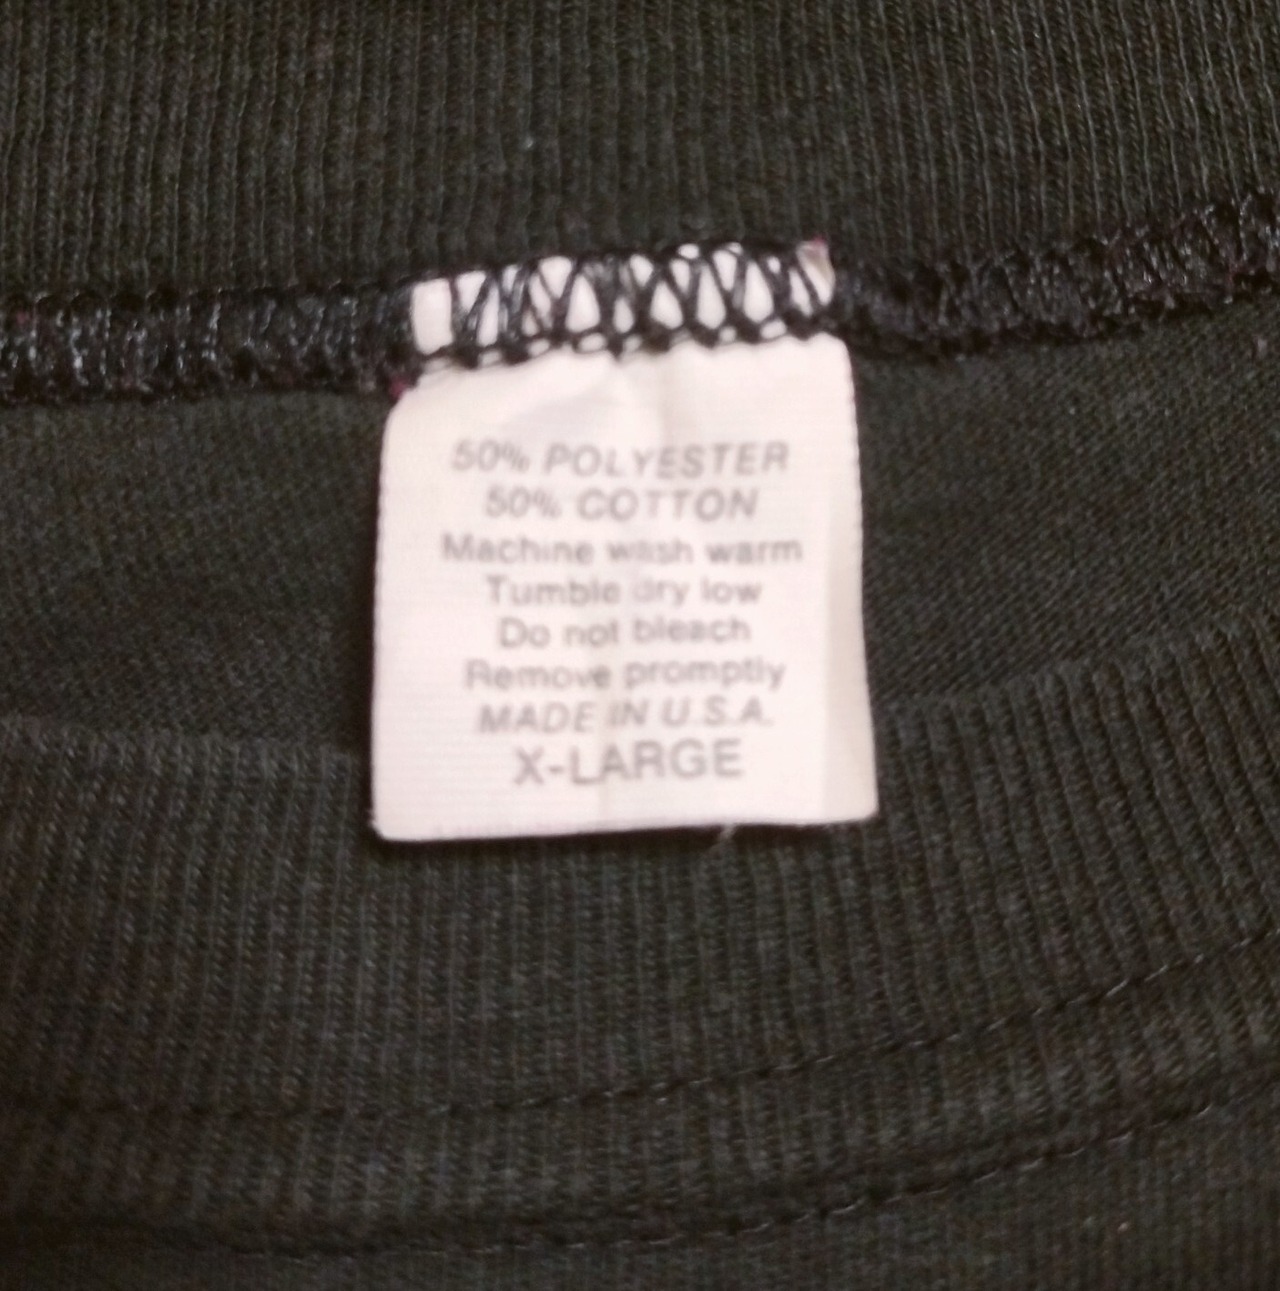 50% POLYESTER
50% COTTON
Machine wash warm
Tumble dry low
Do not bleach
Remove promptly
MADE IN U.S.A.
X-LARGE